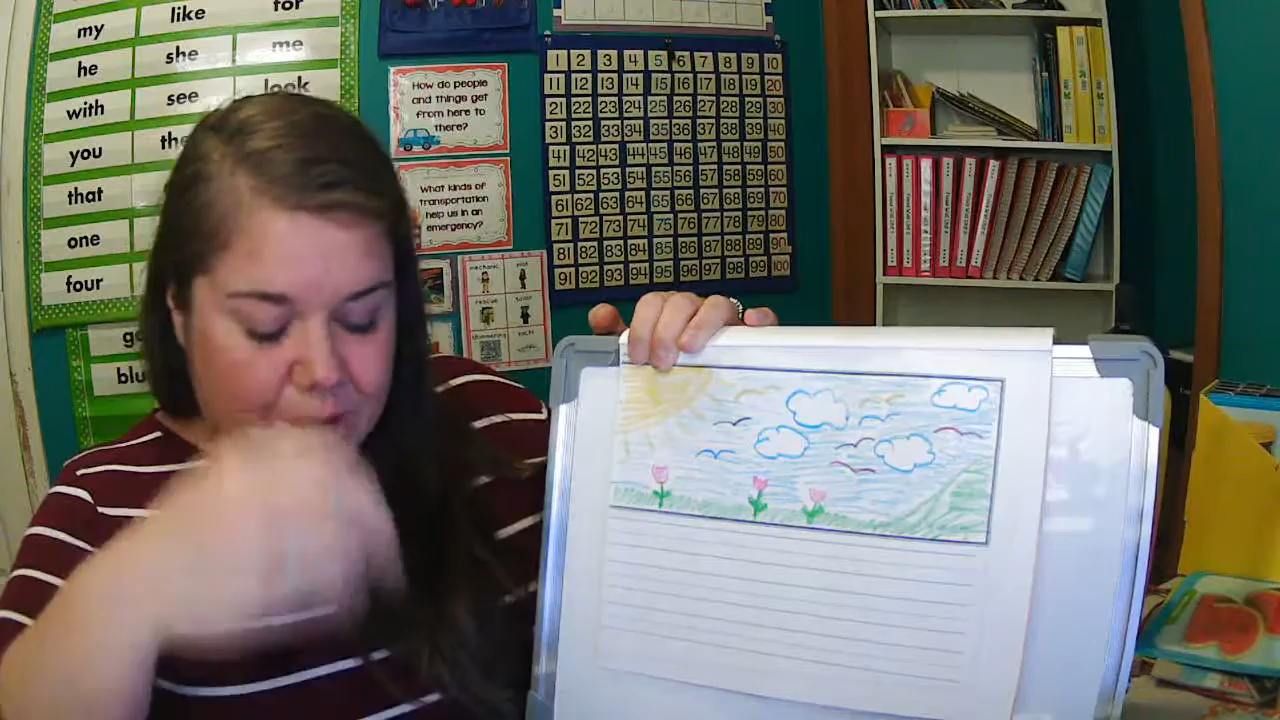 my like for
he she me
with see look
you the
that
one
four
blu
How do people
and things get
from here to
there?
What kinds of
transportation
help us in an
emergency?
mechanic pilot
rescue
1 2 3 4 5 6 7 8 9 10
11 12 13 14 15 16 17 18 19 20
21 22 23 24 25 26 27 28 29 30
31 32 33 34 35 36 37 38 39 40
41 42 43 44 45 46 47 48 49 50
51 52 53 54 55 56 57 58 59 60
61 62 63 64 65 66 67 68 69 70
71 72 73 74 75 76 77 78 79 80
81 82 83 84 85 86 87 88 89 90
91 92 93 94 95 96 97 98 99 100